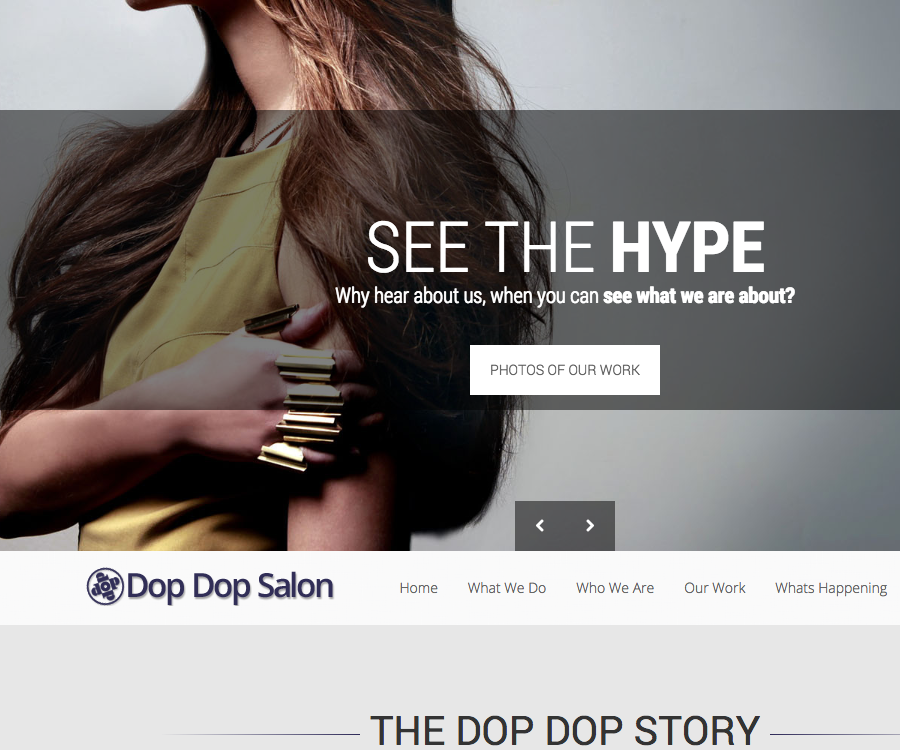 SEE THE HYPE
Why hear about us, when you can see what we are about?
PHOTOS OF OUR WORK
dop dop
Dop Dop Salon
Home
What We Do
Who We Are
Our Work
Whats Happening
THE DOP DOP STORY